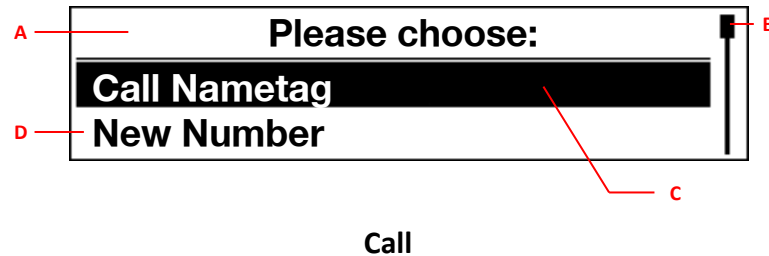 A
Please choose:
B
Call Nametag
D
New Number
C
Call